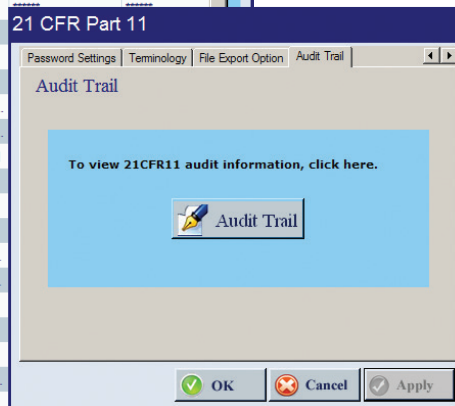 ****** ******
21 CFR Part 11
Password Settings Terminology File Export Option Audit Trail
Audit Trail
To view 21CFR11 audit information, click here.
Audit Trail
OK Cancel Apply